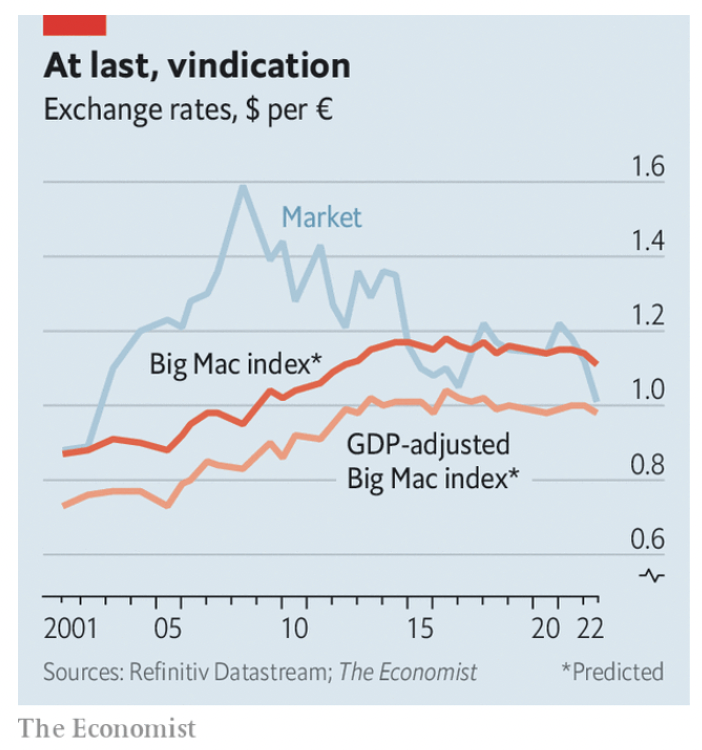 At last, vindication
Exchange rates, $ per €
1.6
Market
1.4
1.2
Big Mac index*
1.0
GDP-adjusted
Big Mac index*
0.8
0.6
2001 05 10 15 20 22
Sources: Refinitiv Datastream; The Economist *Predicted
The Economist